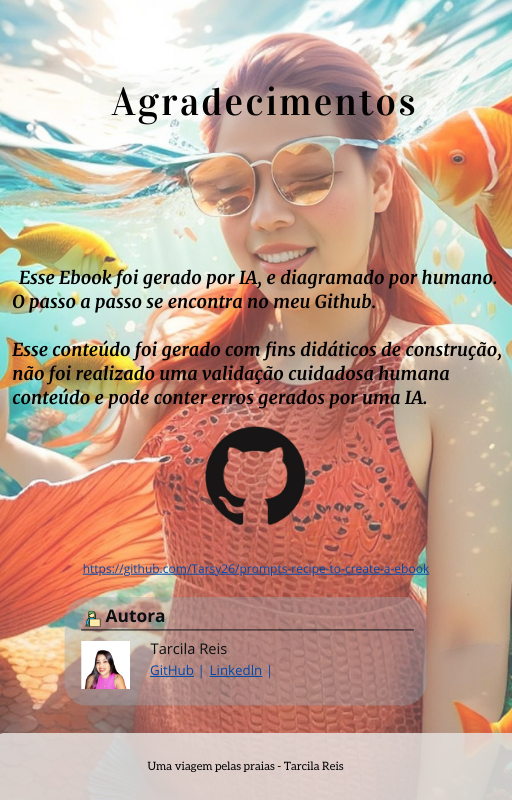 Agradecimentos
Esse Ebook foi gerado por IA, e diagramado por humano.
O passo a passo se encontra no meu Github.
Esse conteúdo foi gerado com fins didáticos de construção,
não foi realizado uma validação cuidadosa humana
conteúdo e pode conter erros gerados por uma IA.
https://github.com/Tarsy26/prompts-recipe-to-create-a-ebook
Autora
Tarcila Reis
GitHub | Linkedln |
Uma viagem pelas praias - Tarcila Reis